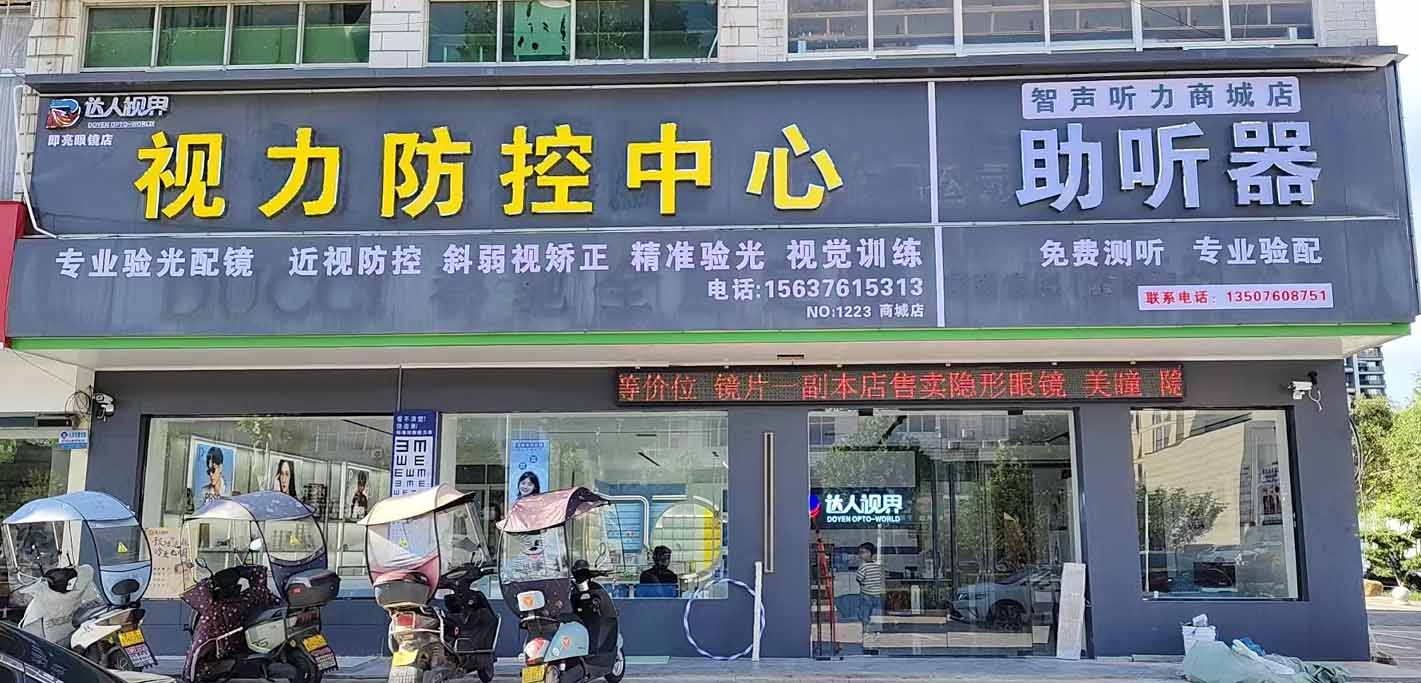 达人视界
DOYEN OPTO-WORLD
即亮眼镜店
视力防控中心
专业验光配镜 近视防控 斜弱视矫正 精准验光 视觉训练
电话:15637615313
NO:1223 商城店
智声听力商城店
助听器
免费测听 专业验配
联系电话: 13507608751
等价位 镜片一副本店售卖隐形眼镜 美瞳 隐
看不清楚!
E M
W E
E W M
达人视界
DOYEN OPTO-WORLD